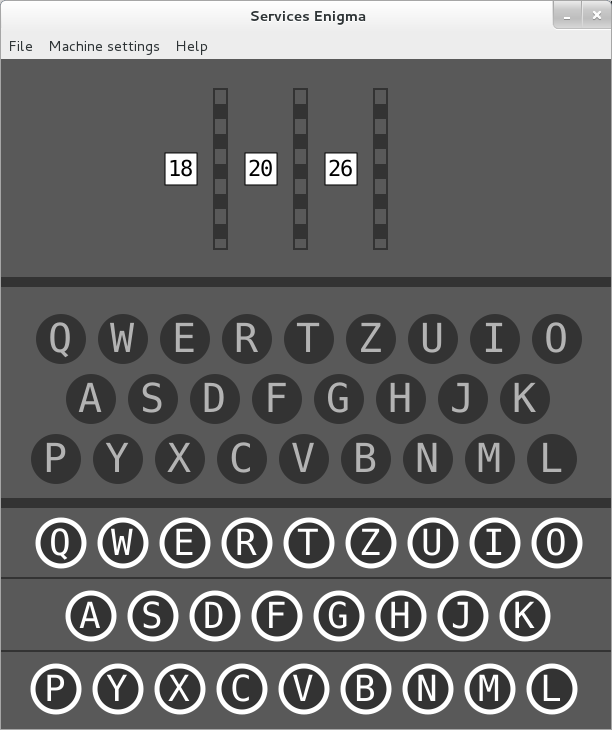 Services Enigma
File Machine settings Help
18 20 26
Q W E R T Z U I O
A S D F G H J K
P Y X C V B N M L
Q W E R T Z U I O
A S D F G H J K
P Y X C V B N M L